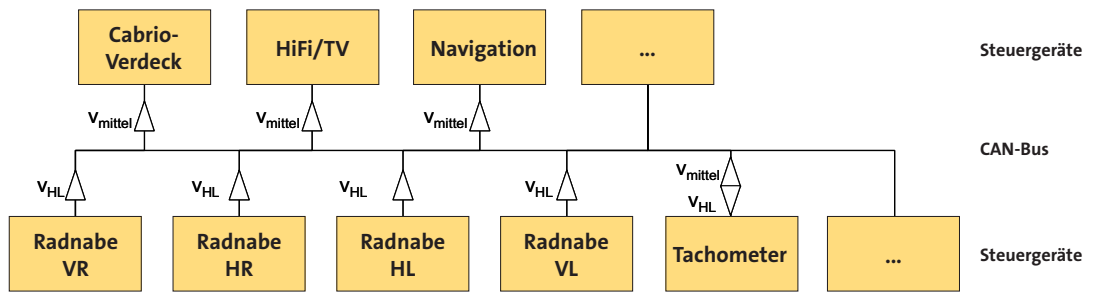 Cabrio-
Verdeck
HiFi/TV
Navigation
...
Steuergeräte
vmittel
vmittel
vmittel
CAN-Bus
vHL
vHL
vHL
vHL
vmittel
vHL
Radnabe
VR
Radnabe
HR
Radnabe
HL
Radnabe
VL
Tachometer
...
Steuergeräte